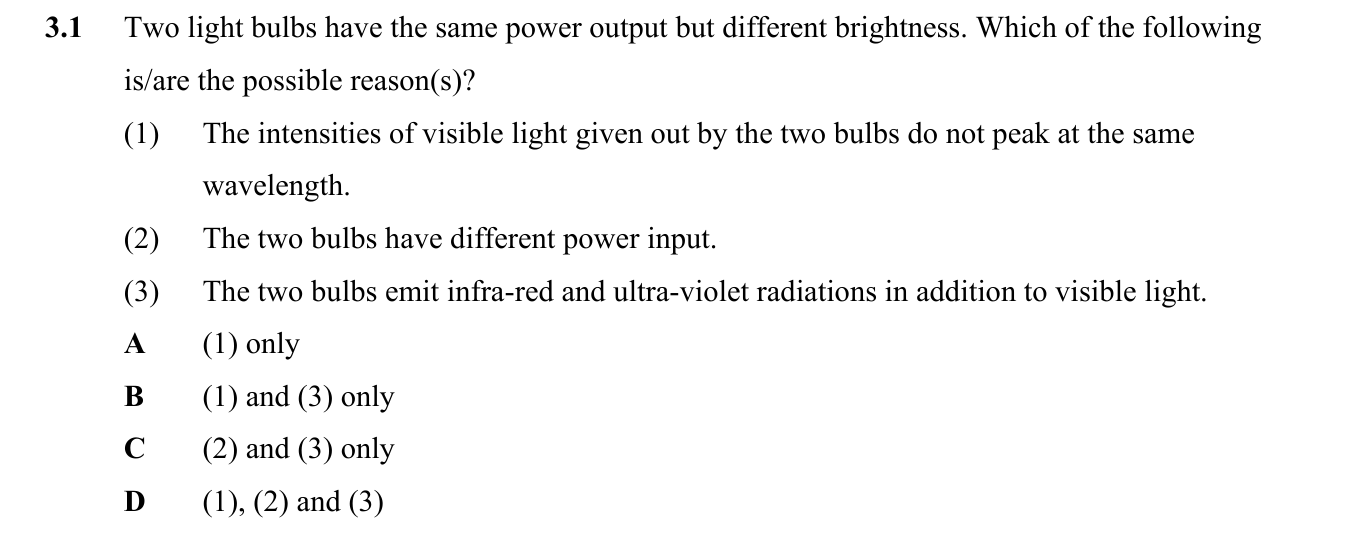 3.1 Two light bulbs have the same power output but different brightness. Which of the following
is/are the possible reason(s)?
(1) The intensities of visible light given out by the two bulbs do not peak at the same
wavelength.
(2) The two bulbs have different power input.
(3) The two bulbs emit infra-red and ultra-violet radiations in addition to visible light.
A (1) only
B (1) and (3) only
C (2) and (3) only
D (1), (2) and (3)